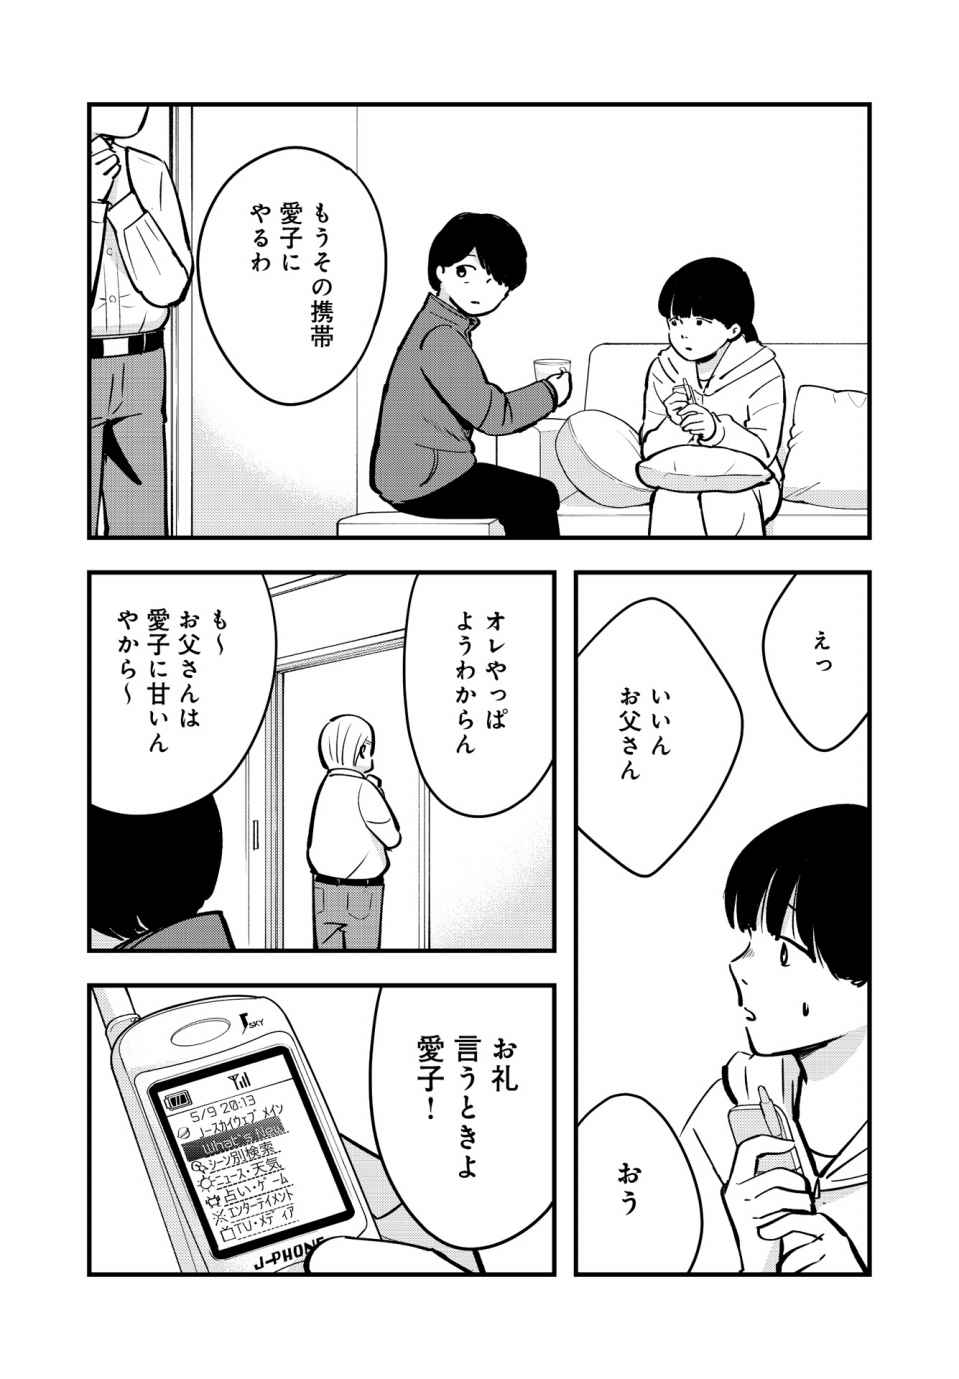 もうその携帯
愛子に
やるわ
えっ
いいん
お父さん
おう
オレやっぱ
ようわからん
も〜
お父さんは
愛子に甘いん
やから〜
お礼
言うときよ
愛子！
SKY
5/9 20:13
Jースカイウェブ メイン
What's New
シーン別検索
ニュース・天気
占い・ゲーム
エンターテイメント
TV・メディア
J-PHONE